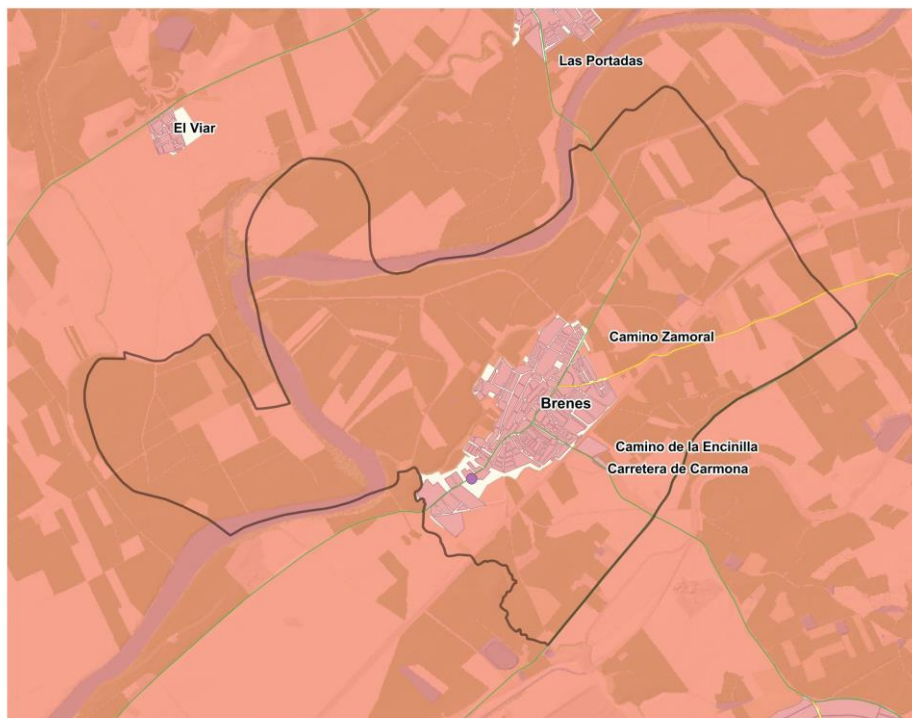 Las Portadas
El Viar
Camino Zamoral
Brenes
Camino de la Encinilla
Carretera de Carmona